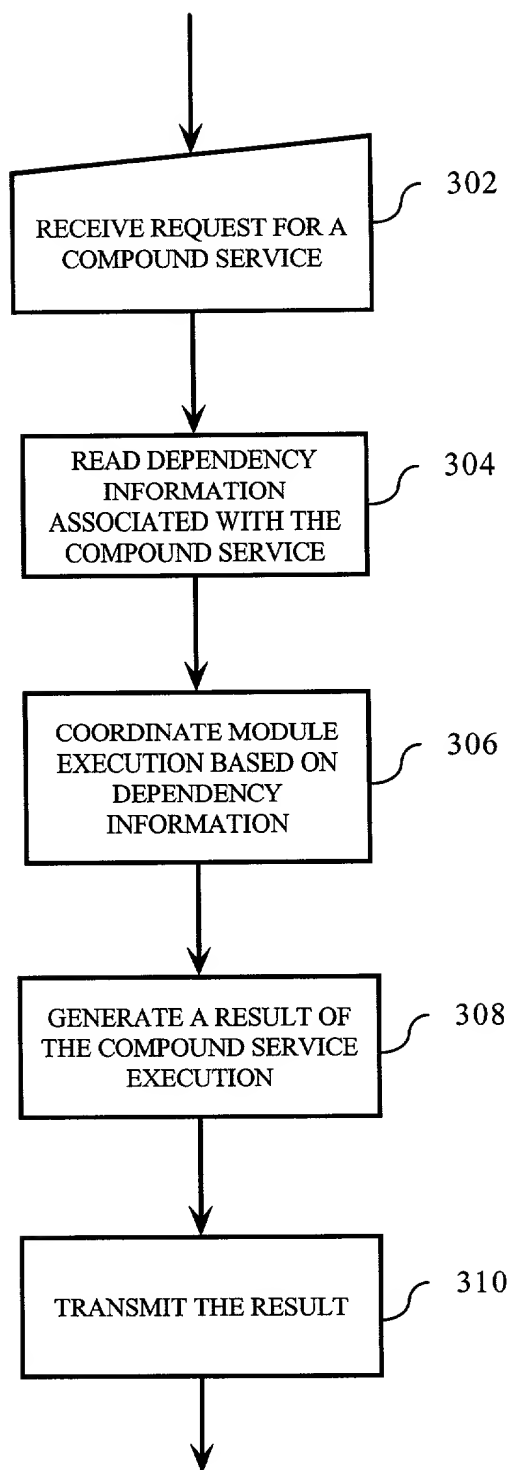 302
RECEIVE REQUEST FOR A
COMPOUND SERVICE
304
READ DEPENDENCY
INFORMATION
ASSOCIATED WITH THE
COMPOUND SERVICE
306
COORDINATE MODULE
EXECUTION BASED ON
DEPENDENCY
INFORMATION
308
GENERATE A RESULT OF
THE COMPOUND SERVICE
EXECUTION
310
TRANSMIT THE RESULT